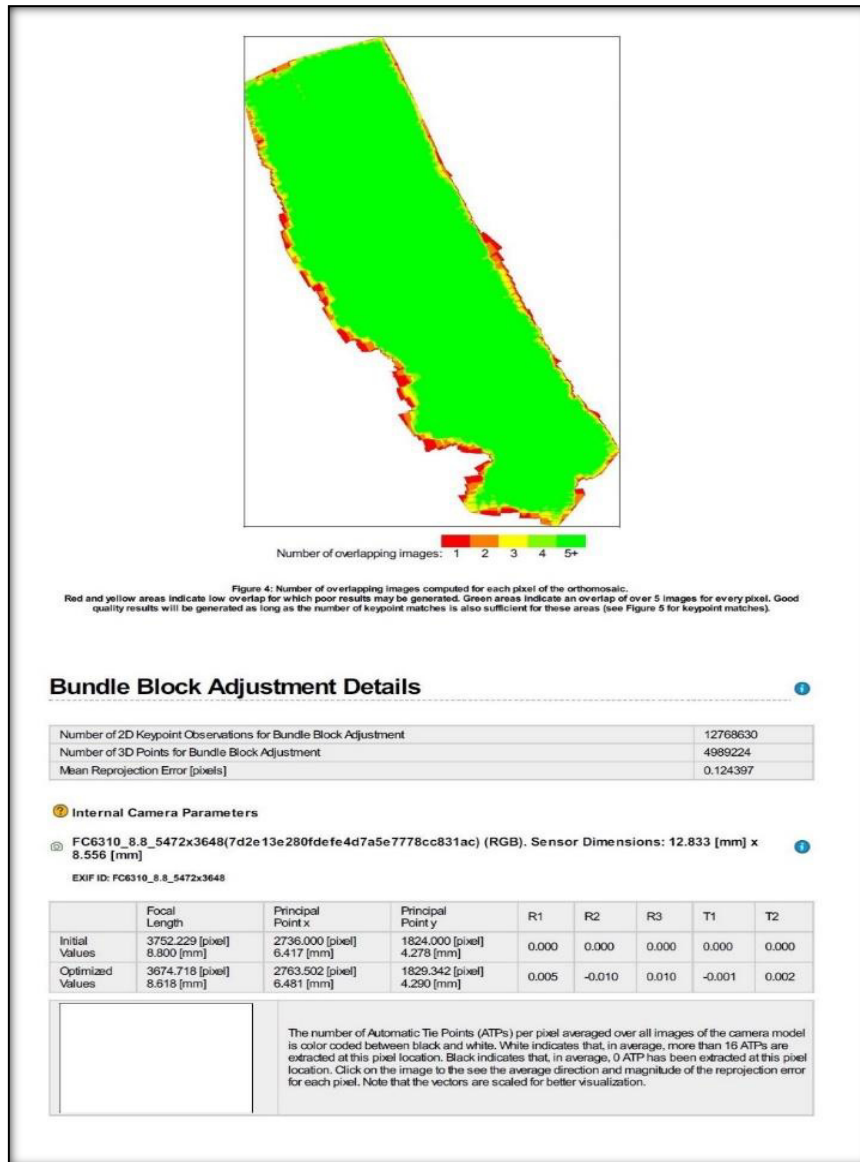 Number of overlapping images: 1 2 3 4 5+
Figure 4: Number of overlapping images computed for each pixel of the orthomosaic.
Red and yellow areas indicate low overlap for which poor results may be generated. Green areas indicate an overlap of over 5 images for every pixel. Good
quality results will be generated as long as the number of keypoint matches is also sufficient for these areas (see Figure 5 for keypoint matches).
Bundle Block Adjustment Details
Number of 2D Keypoint Observations for Bundle Block Adjustment 12768630
Number of 3D Points for Bundle Block Adjustment 4989224
Mean Reprojection Error [pixels] 0.124397
Internal Camera Parameters
FC6310_8.8_5472x3648(7d2e13e280fdefe4d7a5e7778cc831ac) (RGB). Sensor Dimensions: 12.833 [mm] x
8.556 [mm]
EXIF ID: FC6310_8.8_5472x3648
Focal Principal Principal
Length Point x Point y R1 R2 R3 T1 T2
Initial 3752.229 [pixel] 2736.000 [pixel] 1824.000 [pixel]
Values 8.800 [mm] 6.417 [mm] 4.278 [mm] 0.000 0.000 0.000 0.000 0.000
Optimized 3674.718 [pixel] 2763.502 [pixel] 1829.342 [pixel]
Values 8.618 [mm] 6.481 [mm] 4.290 [mm] 0.005 -0.010 0.010 -0.001 0.002
The number of Automatic Tie Points (ATPs) per pixel averaged over all images of the camera model
is color coded between black and white. White indicates that, in average, more than 16 ATPs are
extracted at this pixel location. Black indicates that, in average, 0 ATP has been extracted at this pixel
location. Click on the image to the see the average direction and magnitude of the reprojection error
for each pixel. Note that the vectors are scaled for better visualization.